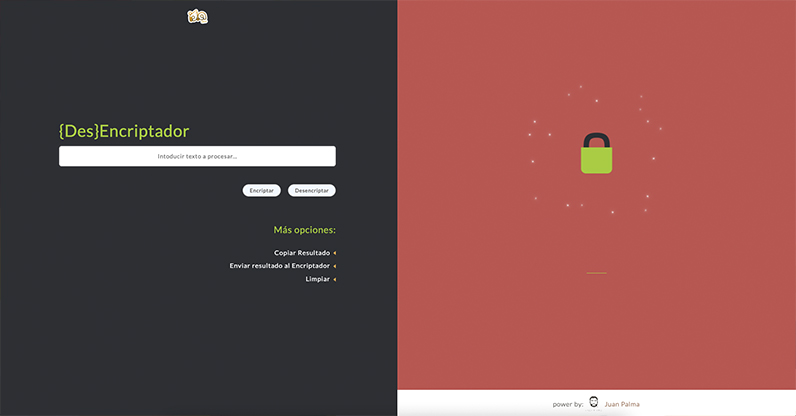 {Des}Encriptador
Intoducir texto a procesar...
Encriptar
Desencriptar
Más opciones:
Copiar Resultado
Enviar resultado al Encriptador
Limpiar
power by: Juan Palma